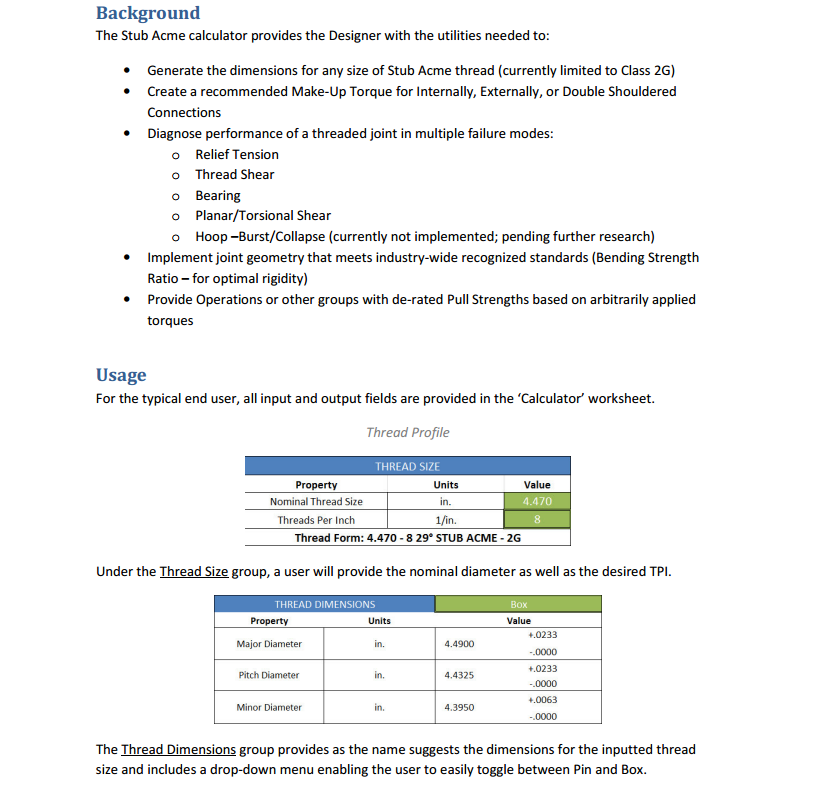 Background
The Stub Acme calculator provides the Designer with the utilities needed to:
• Generate the dimensions for any size of Stub Acme thread (currently limited to Class 2G)
• Create a recommended Make-Up Torque for Internally, Externally, or Double Shouldered
Connections
• Diagnose performance of a threaded joint in multiple failure modes:
o Relief Tension
o Thread Shear
o Bearing
o Planar/Torsional Shear
o Hoop –Burst/Collapse (currently not implemented; pending further research)
• Implement joint geometry that meets industry-wide recognized standards (Bending Strength
Ratio – for optimal rigidity)
• Provide Operations or other groups with de-rated Pull Strengths based on arbitrarily applied
torques
Usage
For the typical end user, all input and output fields are provided in the ‘Calculator’ worksheet.
Thread Profile
THREAD SIZE
Property Units Value
Nominal Thread Size in. 4.470
Threads Per Inch 1/in. 8
Thread Form: 4.470 - 8 29° STUB ACME - 2G
Under the Thread Size group, a user will provide the nominal diameter as well as the desired TPI.
THREAD DIMENSIONS Box
Property Units Value
Major Diameter in. 4.4900 +.0233
-.0000
Pitch Diameter in. 4.4325 +.0233
-.0000
Minor Diameter in. 4.3950 +.0063
-.0000
The Thread Dimensions group provides as the name suggests the dimensions for the inputted thread
size and includes a drop-down menu enabling the user to easily toggle between Pin and Box.